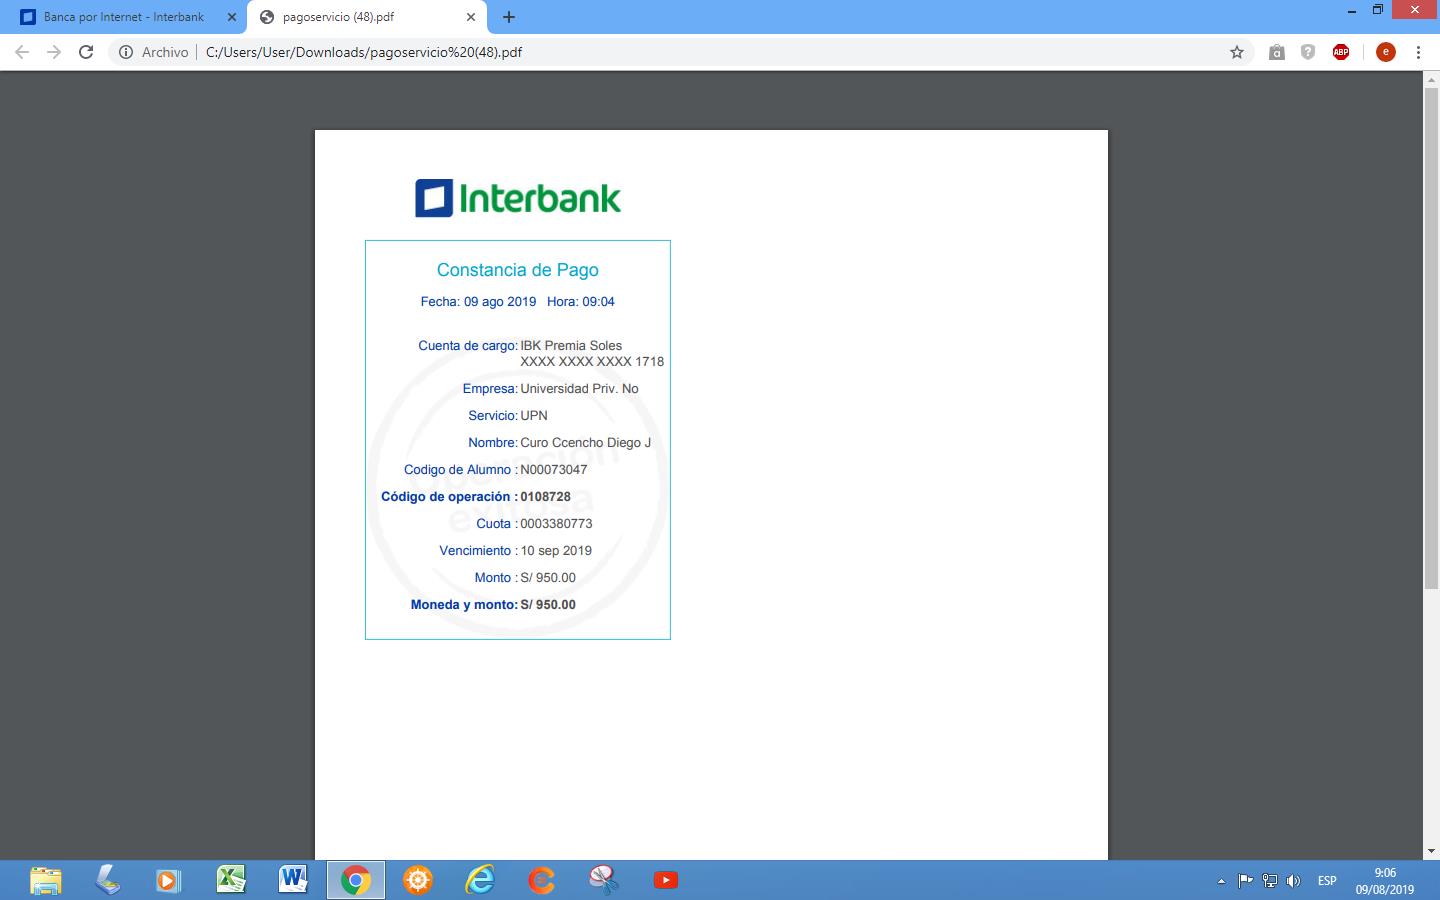 Banca por Internet - Interbank
pagoservicio (48).pdf
Archivo
C:/Users/User/Downloads/pagoservicio%20(48).pdf
ABP
e
Interbank
Constancia de Pago
Fecha: 09 ago 2019 Hora: 09:04
Cuenta de cargo: IBK Premia Soles
XXXX XXXX XXXX 1718
Empresa: Universidad Priv. No
Servicio: UPN
Nombre: Curo Ccencho Diego J
Codigo de Alumno : N00073047
Código de operación : 0108728
Cuota : 0003380773
Vencimiento : 10 sep 2019
Monto : S/ 950.00
Moneda y monto: S/ 950.00
Operación
exitosa
ESP
9:06
09/08/2019